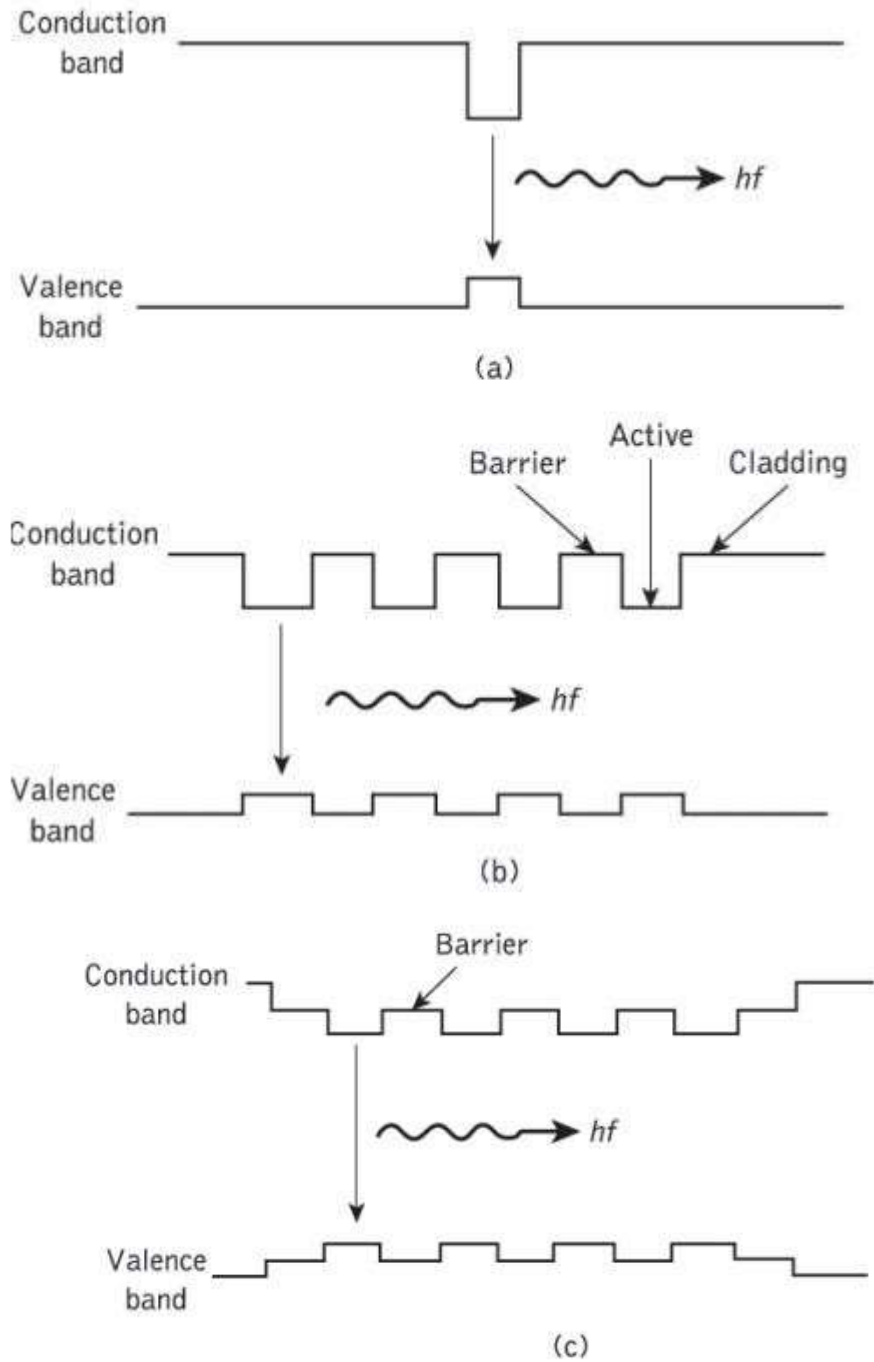 Conduction
band
hf
Valence
band
(a)
Active
Barrier
Cladding
Conduction
band
hf
Valence
band
(b)
Barrier
Conduction
band
hf
Valence
band
(c)